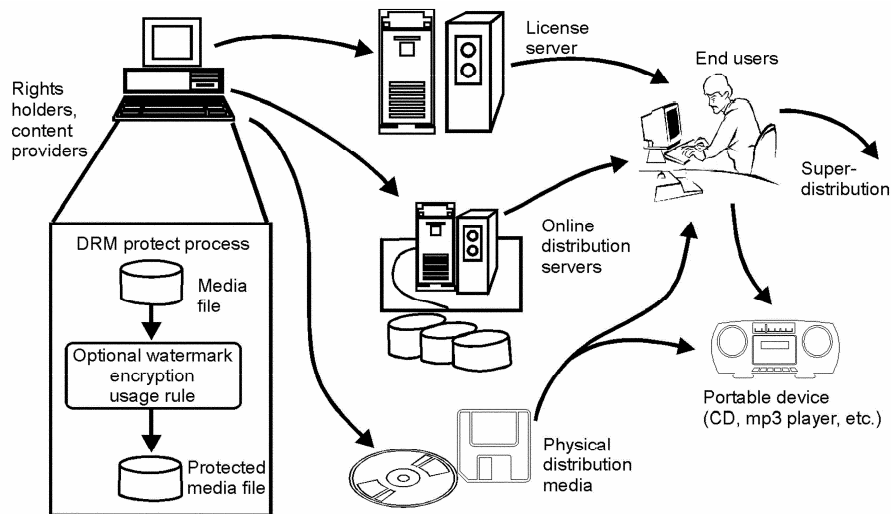 License
server
End users
Rights
holders,
content
providers
Super-
distribution
DRM protect process
Media
file
Online
distribution
servers
Optional watermark
encryption
usage rule
Portable device
(CD, mp3 player, etc.)
Protected
media file
Physical
distribution
media